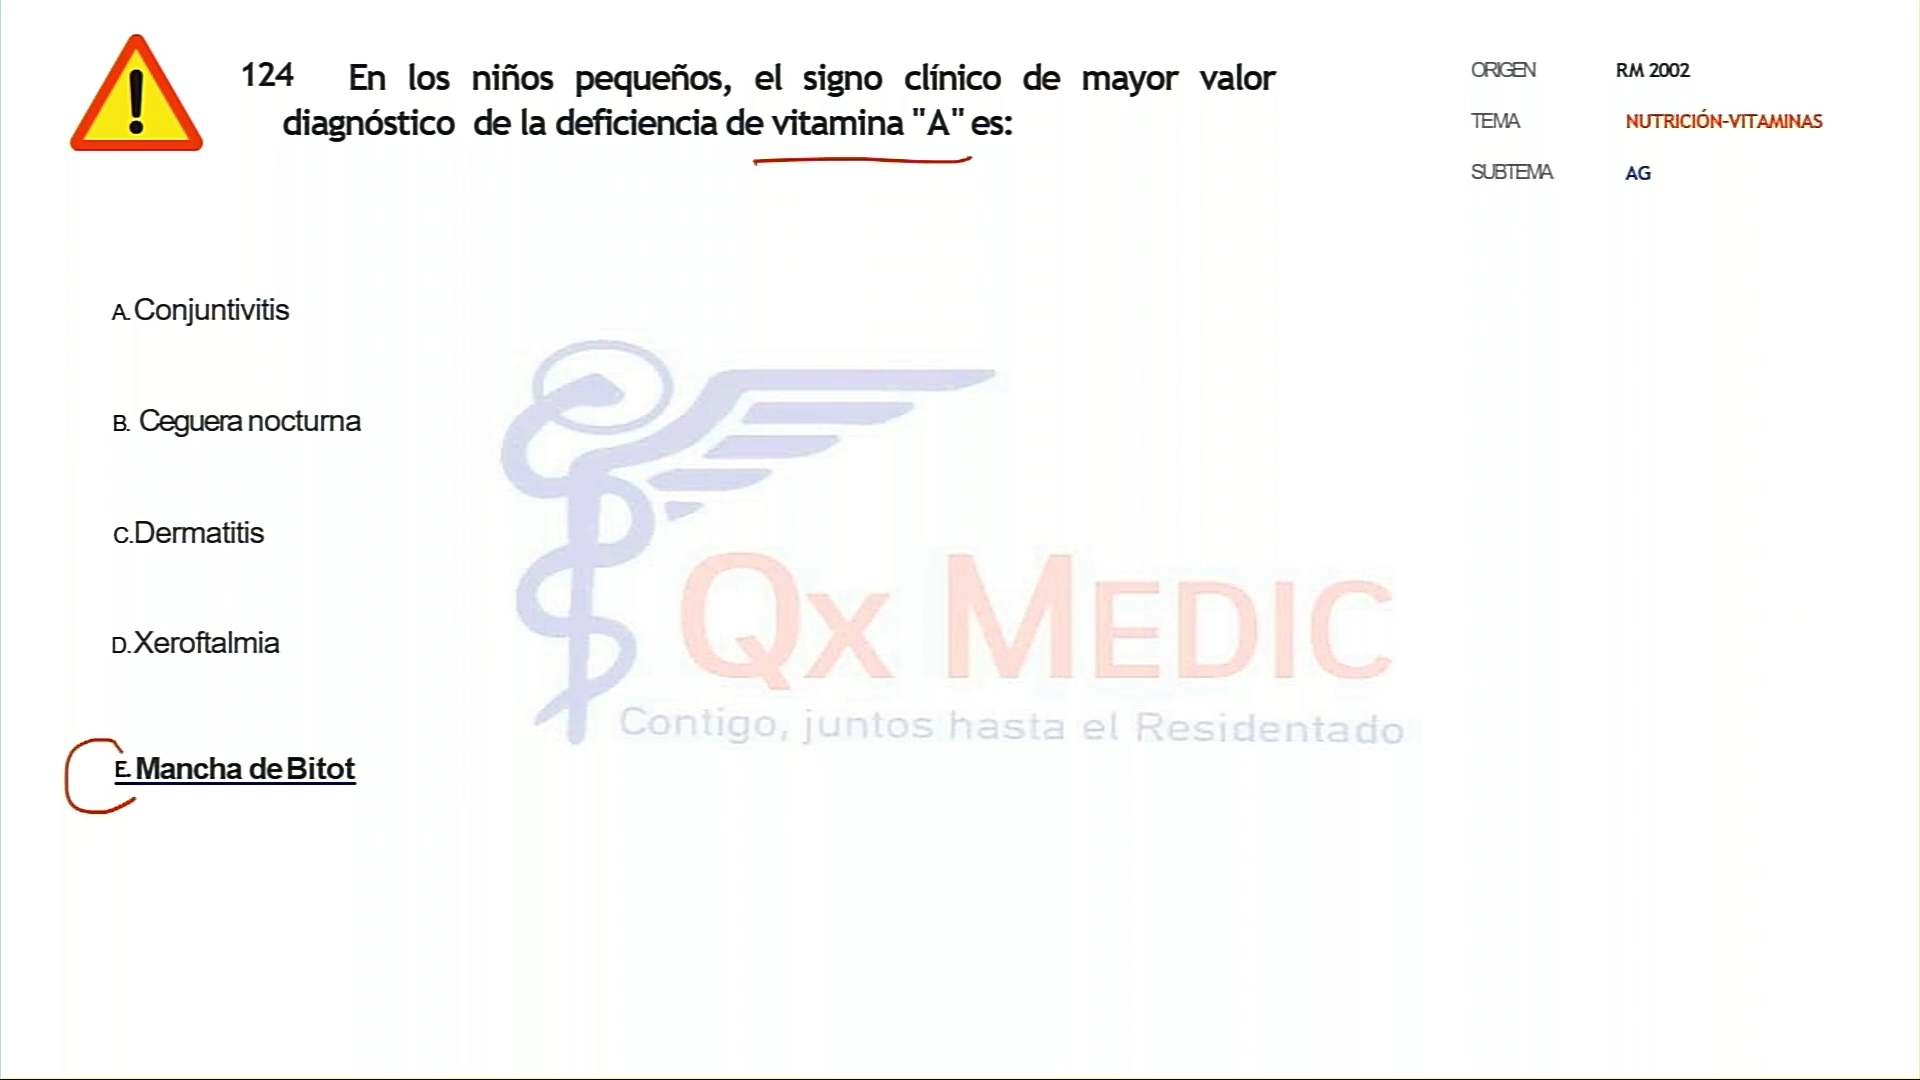 124 En los niños pequeños, el signo clínico de mayor valor
diagnóstico de la deficiencia de vitamina "A" es:
ORIGEN RM 2002
TEMA NUTRICIÓN-VITAMINAS
SUBTEMA AG
A. Conjuntivitis
B. Ceguera nocturna
C. Dermatitis
D. Xeroftalmia
E. Mancha de Bitot
Qx MEDIC
Contigo, juntos hasta el Residentado